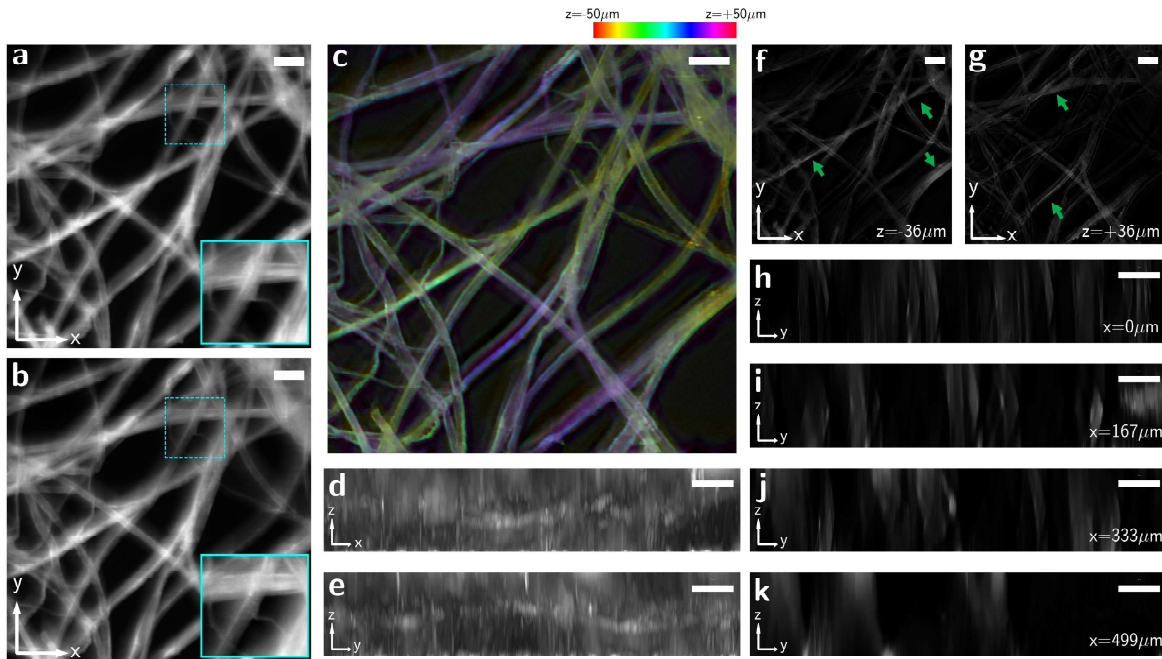 z=-50μm z=+50μm
a
y
x
b
y
x
c
d
z
x
e
z
y
f
y
x
z=-36μm
g
y
x
z=+36μm
h
z
y
x=0μm
i
z
y
x=167μm
j
z
y
x=333μm
k
z
y
x=499μm